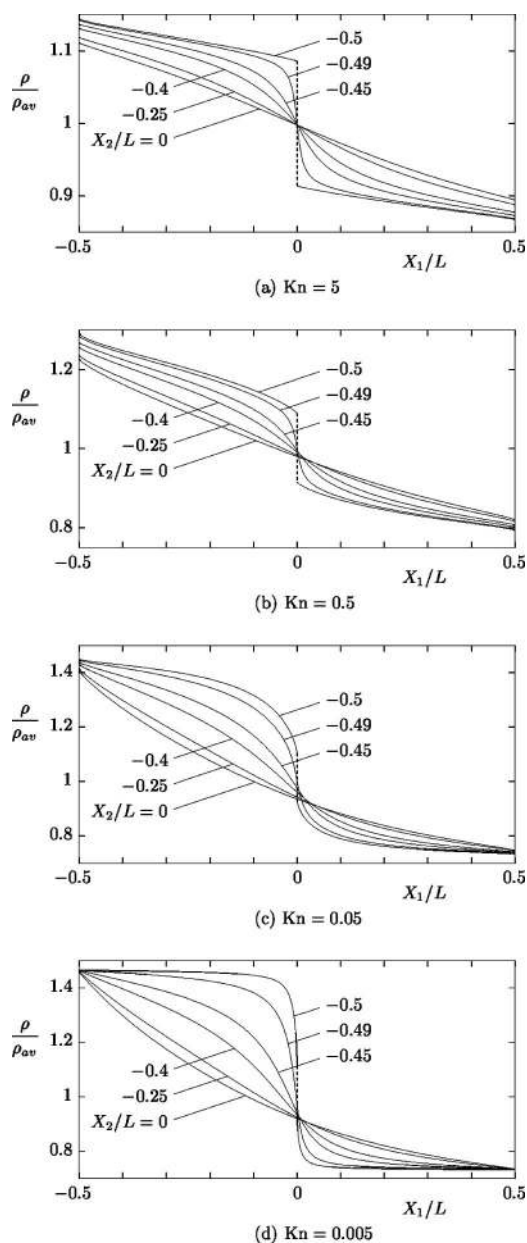 1.1
ρ
ρav
1
0.9
−0.5
−0.49
−0.45
−0.4
−0.25
X2/L = 0
−0.5
0
X1/L
0.5
(a) Kn = 5
1.2
ρ
ρav
1
0.8
−0.5
−0.49
−0.45
−0.4
−0.25
X2/L = 0
−0.5
0
X1/L
0.5
(b) Kn = 0.5
1.4
ρ
ρav
1.2
1
0.8
−0.5
−0.49
−0.45
−0.4
−0.25
X2/L = 0
−0.5
0
X1/L
0.5
(c) Kn = 0.05
1.4
ρ
ρav
1.2
1
0.8
−0.5
−0.49
−0.45
−0.4
−0.25
X2/L = 0
−0.5
0
X1/L
0.5
(d) Kn = 0.005